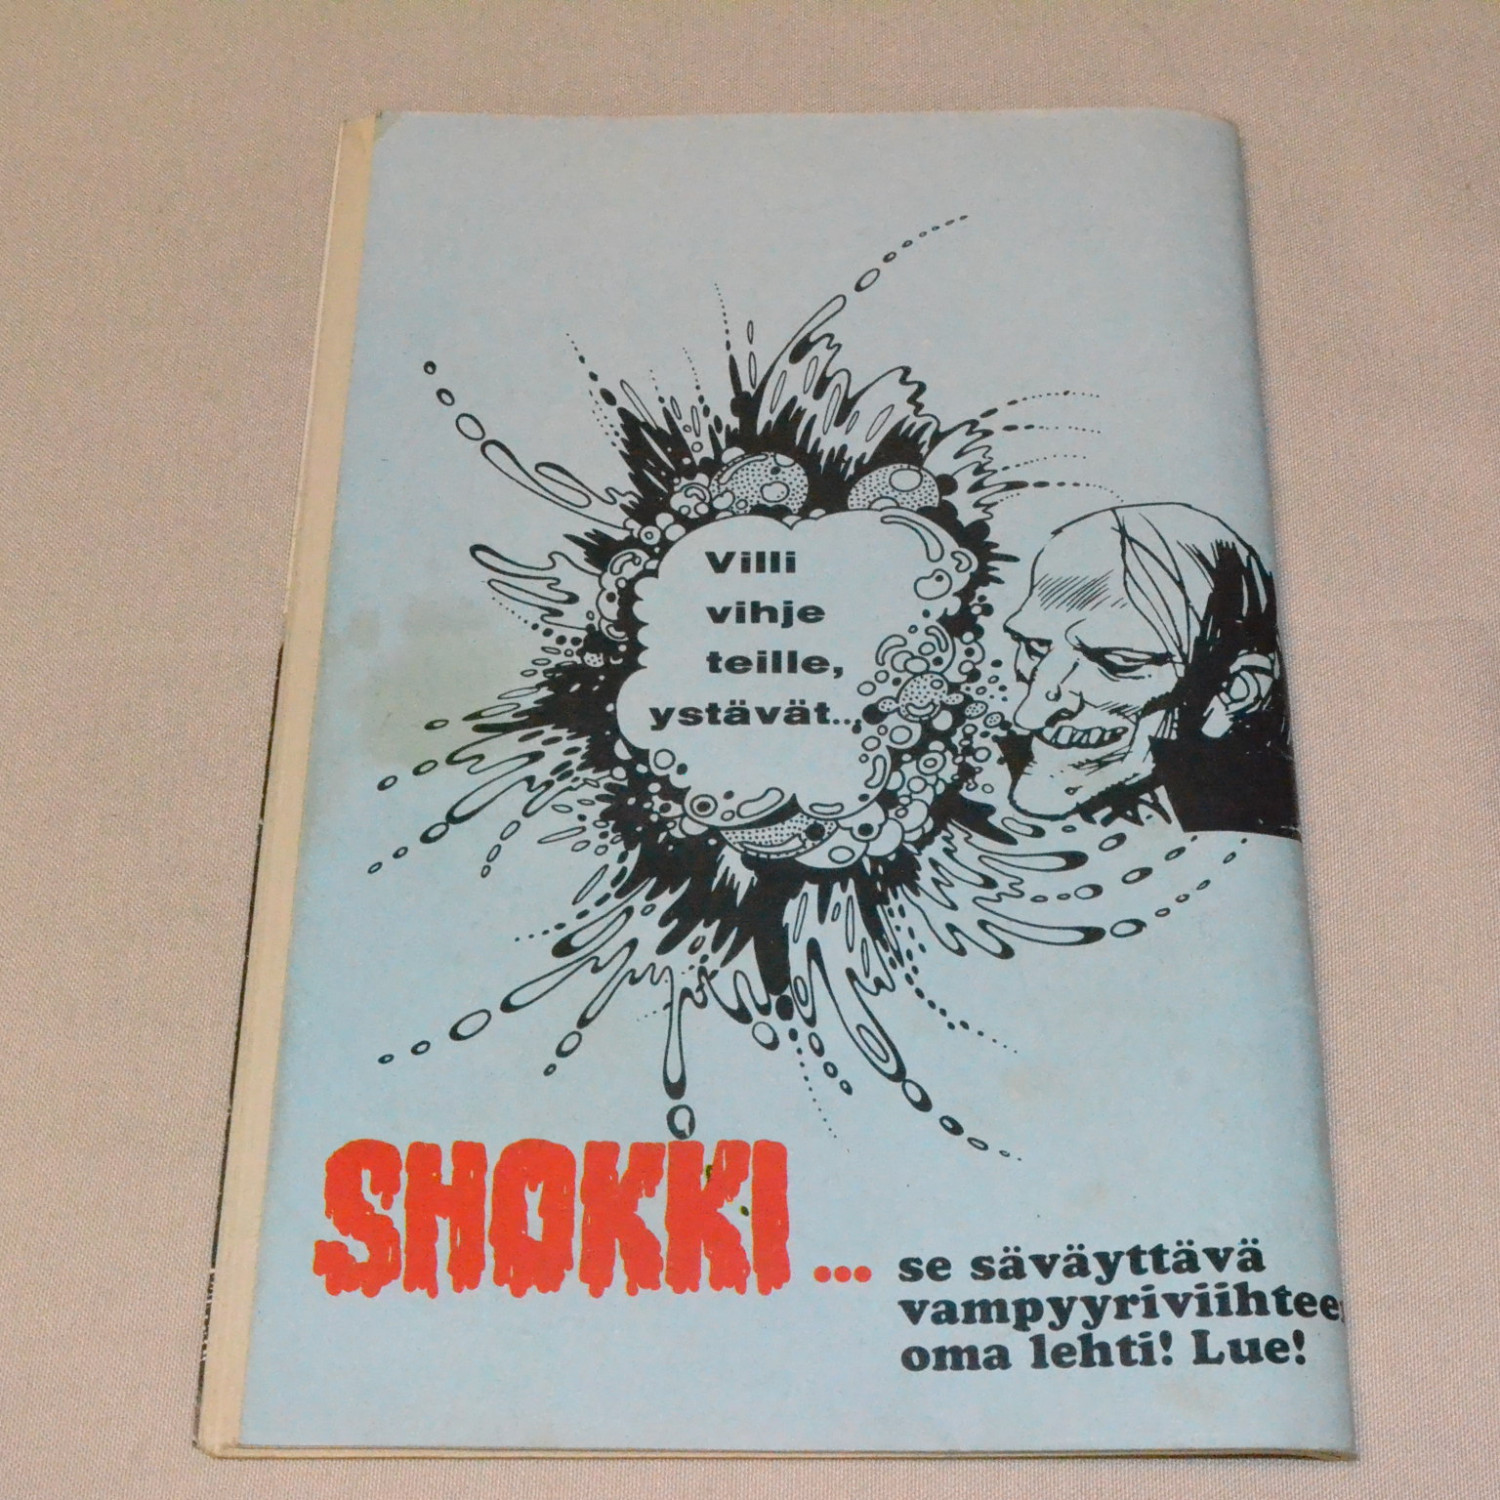 Villi
vihje
teille,
ystävät...
SHOKKI
... se säväyttävä
vampyyriviihteen
oma lehti! Lue!